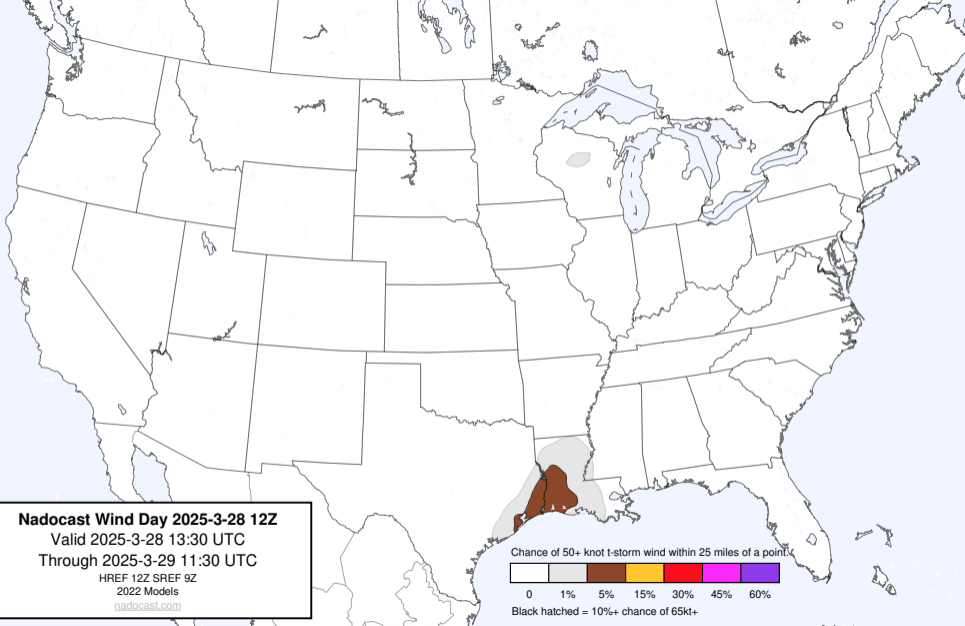 Nadocast Wind Day 2025-3-28 12Z
Valid 2025-3-28 13:30 UTC
Through 2025-3-29 11:30 UTC
HREF 12Z SREF 9Z
2022 Models
nadocast.com
Chance of 50+ knot t-storm wind within 25 miles of a point.
0 1% 5% 15% 30% 45% 60%
Black hatched = 10%+ chance of 65kt+